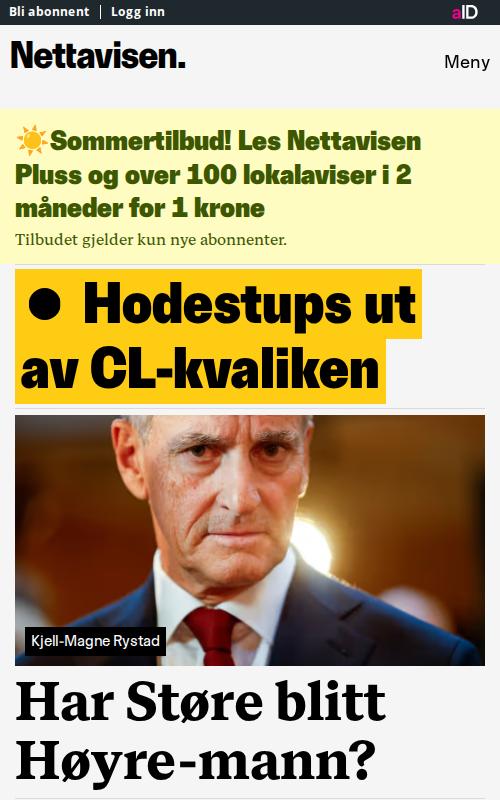 Bli abonnent | Logg inn
aID
Nettavisen.
Meny
☀️Sommertilbud! Les Nettavisen
Pluss og over 100 lokalaviser i 2
måneder for 1 krone
Tilbudet gjelder kun nye abonnenter.
● Hodestups ut
av CL-kvaliken
Kjell-Magne Rystad
Har Støre blitt
Høyre-mann?